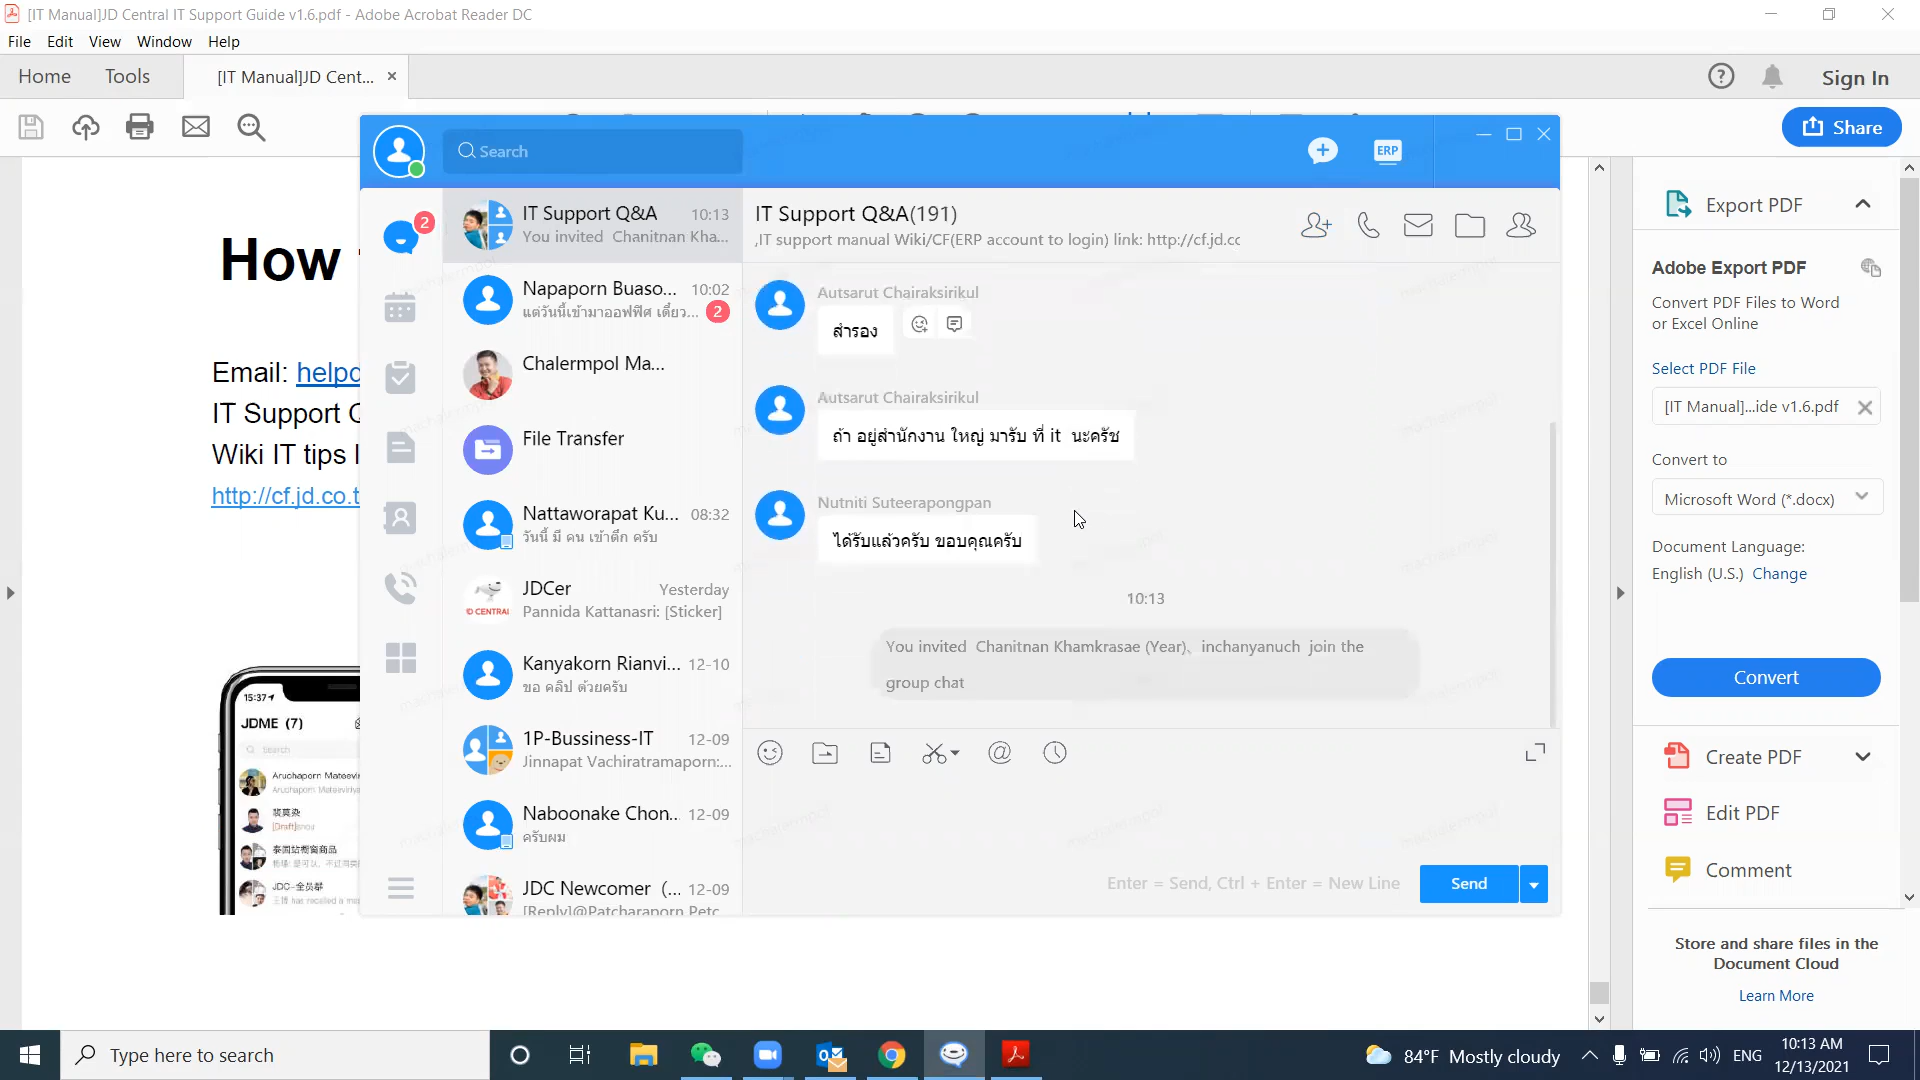 [IT Manual]JD Central IT Support Guide v1.6.pdf - Adobe Acrobat Reader DC
File Edit View Window Help
Home Tools [IT Manual]JD Cent... ×
Sign In
Share
Search
ERP
How
Email: helpd
IT Support
Wiki IT tips
http://cf.jd.co.t
15:37
JDME (7)
Search
2
IT Support Q&A 10:13
You invited Chanitnan Kha...
Napaporn Buaso... 10:02
แต่วันนี้เข้ามาออฟฟิศ เดี๋ยว... 2
Chalermpol Ma...
File Transfer
Nattaworapat Ku... 08:32
วันนี้ มี คน เข้าตึก ครับ
JDCer Yesterday
Pannida Kattanasri: [Sticker]
JD CENTRAL
Kanyakorn Rianvi... 12-10
ขอ คลิป ด้วยครับ
1P-Bussiness-IT 12-09
Jinnapat Vachiratramaporn:...
Naboonake Chon... 12-09
ครับผม
JDC Newcomer (... 12-09
[Reply]@Patcharaporn Petc
IT Support Q&A(191)
,IT support manual Wiki/CF(ERP account to login) link: http://cf.jd.cc
Autsarut Chairaksirikul
สำรอง
Autsarut Chairaksirikul
ถ้า อยู่สำนักงาน ใหญ่ มารับ ที่ it นะครัช
Nutniti Suteerapongpan
ได้รับแล้วครับ ขอบคุณครับ
10:13
You invited Chanitnan Khamkrasae (Year)、inchanyanuch join the
group chat
Enter = Send, Ctrl + Enter = New Line
Send
Export PDF
Adobe Export PDF
Convert PDF Files to Word
or Excel Online
Select PDF File
[IT Manual]...ide v1.6.pdf
Convert to
Microsoft Word (*.docx)
Document Language:
English (U.S.) Change
Convert
Create PDF
Edit PDF
Comment
Store and share files in the
Document Cloud
Learn More
Type here to search
84°F Mostly cloudy
ENG
10:13 AM
12/13/2021